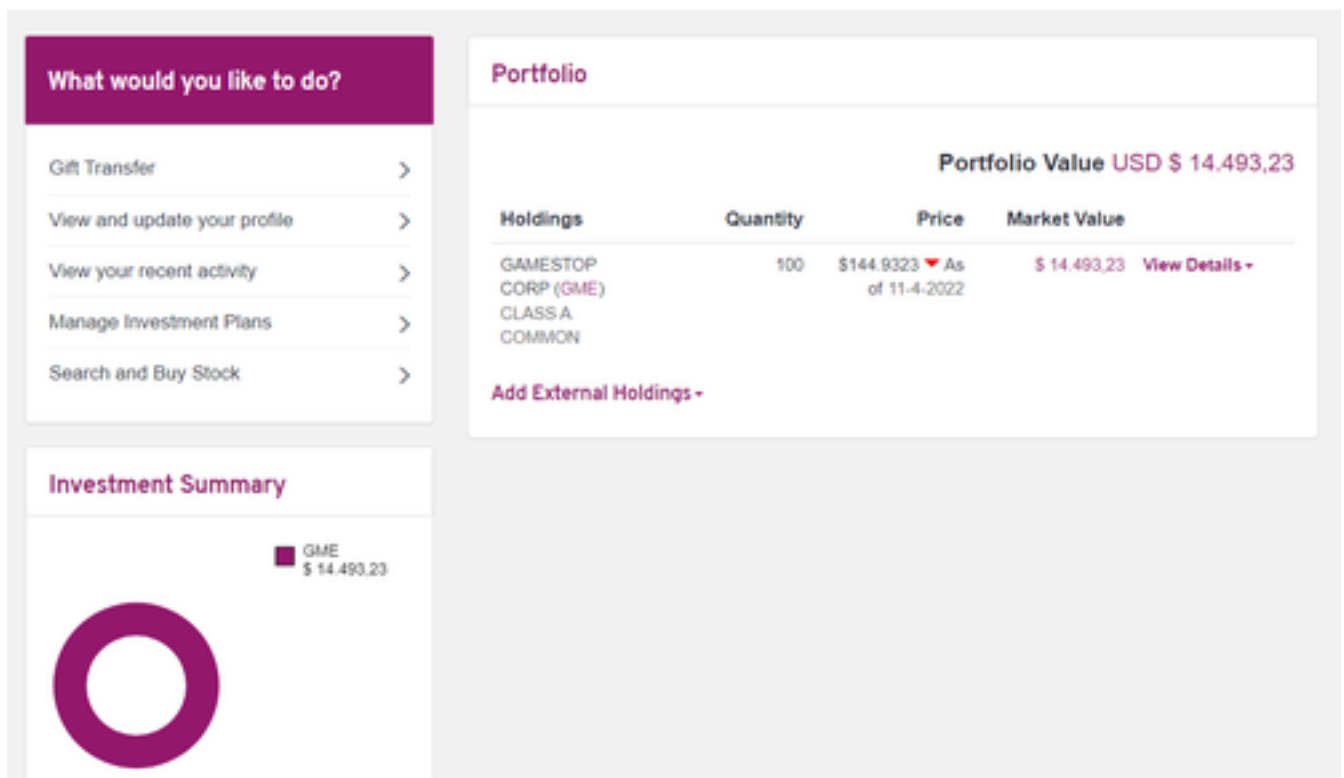 What would you like to do?
Gift Transfer
View and update your profile
View your recent activity
Manage Investment Plans
Search and Buy Stock
Investment Summary
GME
$ 14.493,23
Portfolio
Portfolio Value USD $ 14.493,23
Holdings Quantity Price Market Value
GAMESTOP 100 $144.9323 As $ 14.493,23 View Details
CORP (GME) of 11-4-2022
CLASS A
COMMON
Add External Holdings